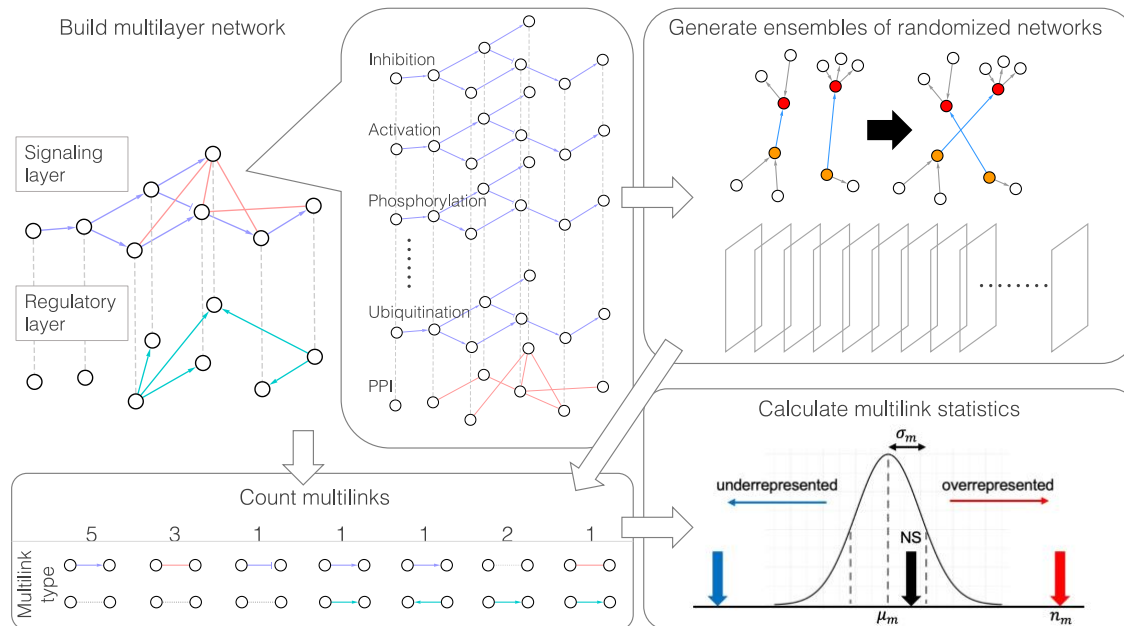 Build multilayer network
Signaling
layer
Regulatory
layer
Inhibition
Activation
Phosphorylation
Ubiquitination
PPI
Generate ensembles of randomized networks
Count multilinks
5 3 1 1 1 2 1
Multilink
type
Calculate multilink statistics
σₘ
underrepresented
overrepresented
NS
μₘ
nₘ